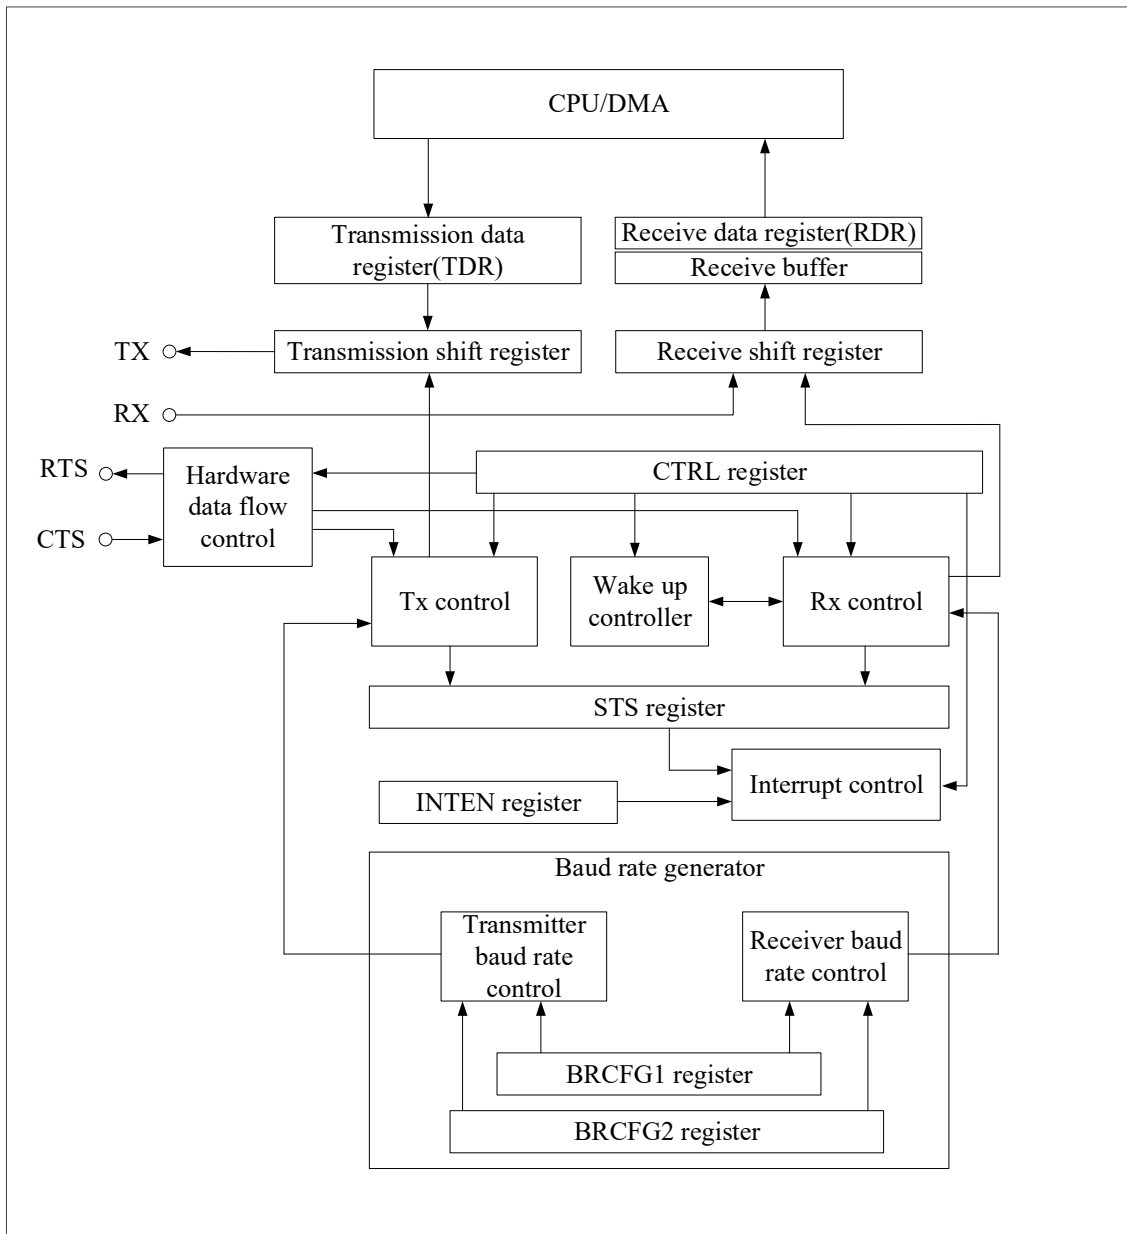 CPU/DMA
Transmission data
register(TDR)
Receive data register(RDR)
Receive buffer
TX
Transmission shift register
Receive shift register
RX
RTS
Hardware
data flow
control
CTRL register
CTS
Tx control
Wake up
controller
Rx control
STS register
Interrupt control
INTEN register
Baud rate generator
Transmitter
baud rate
control
Receiver baud
rate control
BRCFG1 register
BRCFG2 register